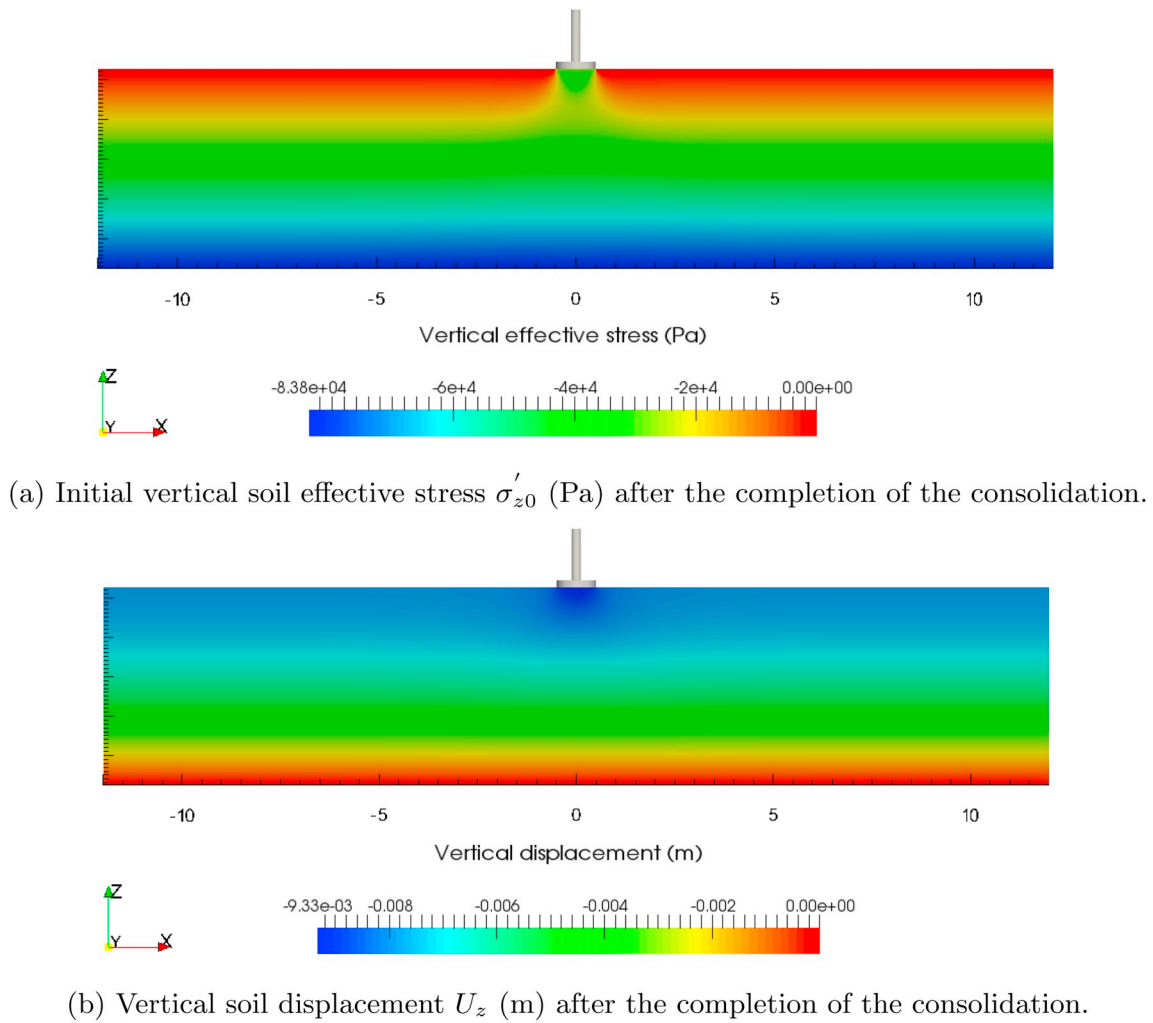 -10 -5 0 5 10
Vertical effective stress (Pa)
Z
Y X
-8.38e+04 -6e+4 -4e+4 -2e+4 0.00e+00
(a) Initial vertical soil effective stress σ′z0 (Pa) after the completion of the consolidation.
-10 -5 0 5 10
Vertical displacement (m)
Z
Y X
-9.33e-03 -0.008 -0.006 -0.004 -0.002 0.00e+00
(b) Vertical soil displacement Uz (m) after the completion of the consolidation.